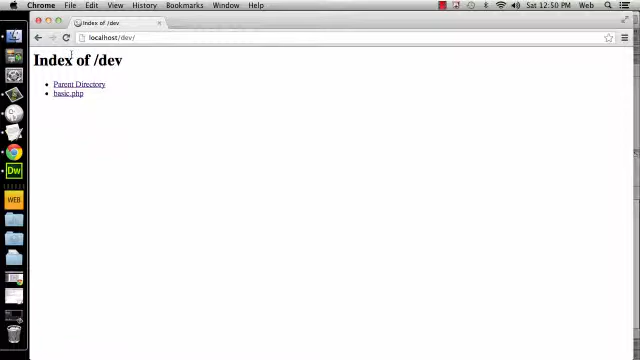 Chrome File Edit View History Bookmarks Window Help Sat 12:50 PM Web
Index of /dev
localhost/dev/
Index of /dev
Parent Directory
basic.php
Dw
WEB